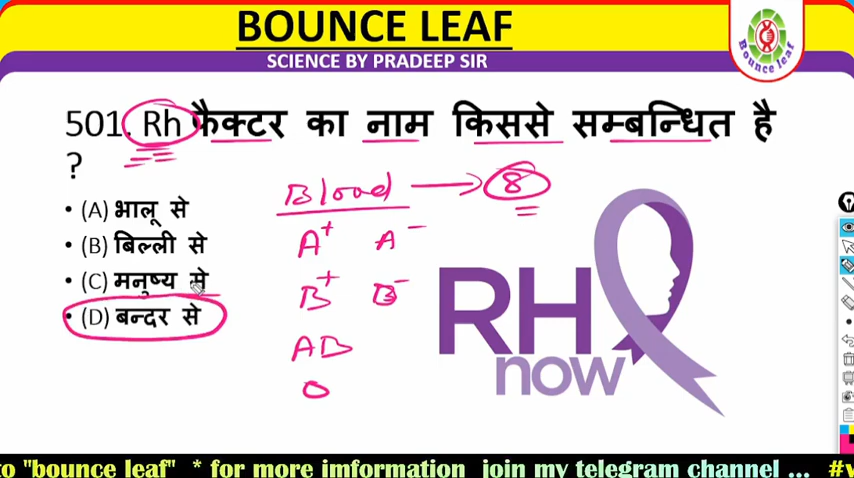 BOUNCE LEAF
SCIENCE BY PRADEEP SIR
Bounce leaf
501. Rh फैक्टर का नाम किससे सम्बन्धित है
?
• (A) भालू से
• (B) बिल्ली से
• (C) मनुष्य से
• (D) बन्दर से
Blood → 8
A+ A-
B+ B-
AB
O
RH
now
to "bounce leaf" * for more imformation join my telegram channel ... #v